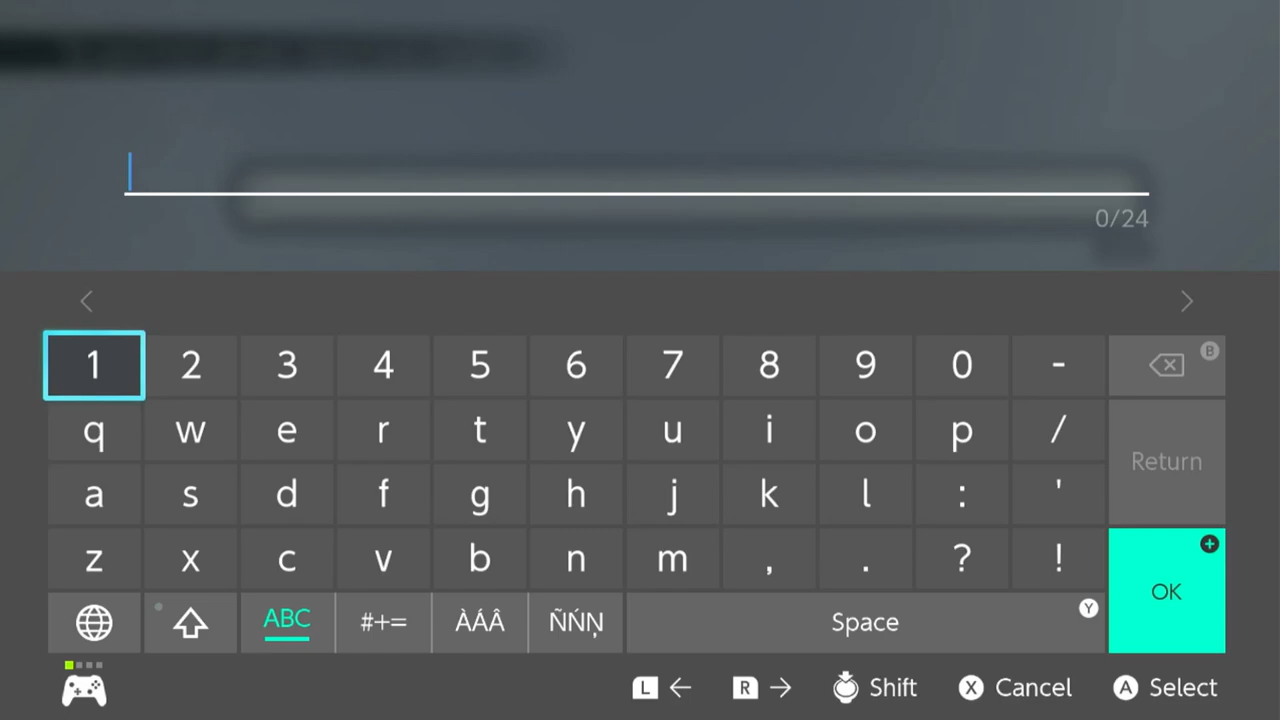 0/24
1 2 3 4 5 6 7 8 9 0 - B
q w e r t y u i o p / Return
a s d f g h j k l : '
z x c v b n m , . ? ! + OK
ABC #+= ÀÁÂ ÑŃŅ Space Y
L ← R → Shift X Cancel A Select